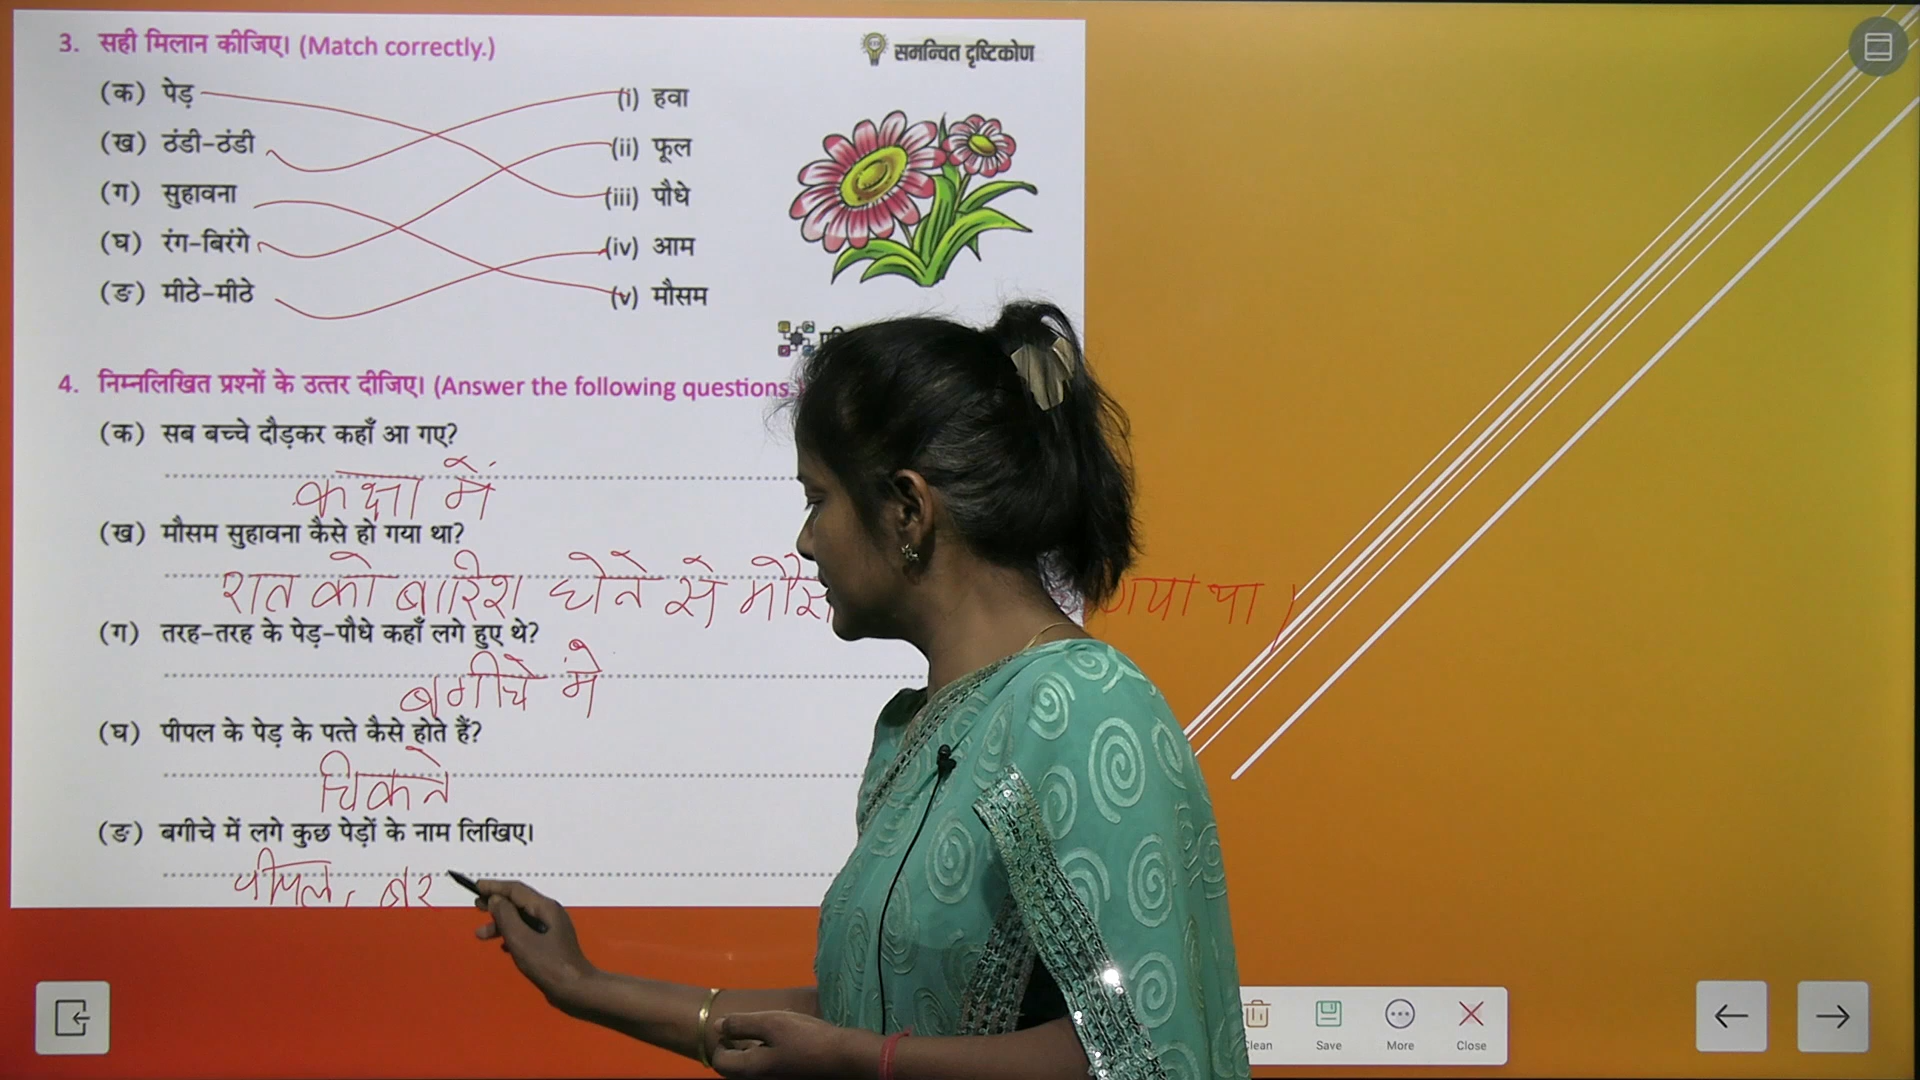 3. सही मिलान कीजिए। (Match correctly.)
समन्वित दृष्टिकोण
(क) पेड़ (i) हवा
(ख) ठंडी-ठंडी (ii) फूल
(ग) सुहावना (iii) पौधे
(घ) रंग-बिरंगे (iv) आम
(ङ) मीठे-मीठे (v) मौसम
4. निम्नलिखित प्रश्नों के उत्तर दीजिए। (Answer the following questions.)
(क) सब बच्चे दौड़कर कहाँ आ गए?
कक्षा में
(ख) मौसम सुहावना कैसे हो गया था?
रात को बारिश होने से गया था।
(ग) तरह-तरह के पेड़-पौधे कहाँ लगे हुए थे?
बगीचे में
(घ) पीपल के पेड़ के पत्ते कैसे होते हैं?
चिकने
(ङ) बगीचे में लगे कुछ पेड़ों के नाम लिखिए।
पीपल, बर
Clean Save More Close